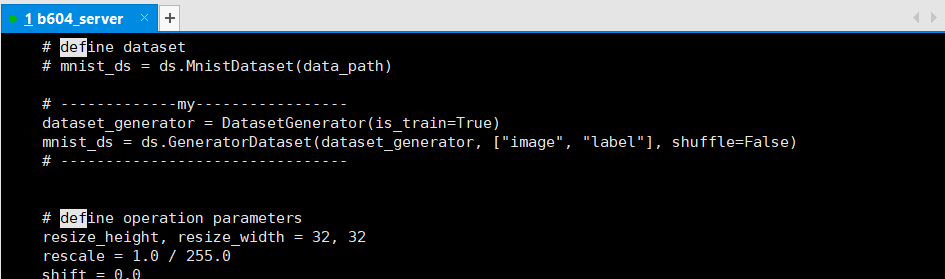 1 b604_server × +
# define dataset
# mnist_ds = ds.MnistDataset(data_path)
# -------------my-----------------
dataset_generator = DatasetGenerator(is_train=True)
mnist_ds = ds.GeneratorDataset(dataset_generator, ["image", "label"], shuffle=False)
# --------------------------------
# define operation parameters
resize_height, resize_width = 32, 32
rescale = 1.0 / 255.0
shift = 0.0